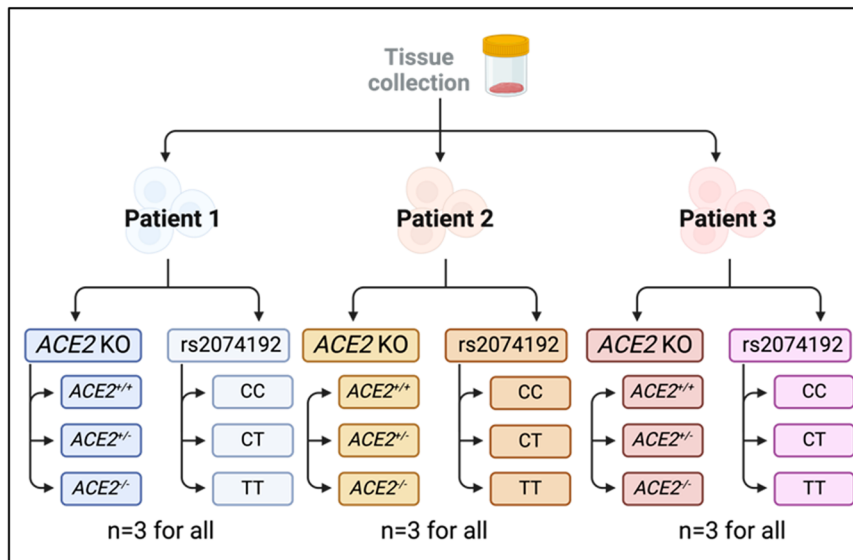 Tissue
collection
Patient 1
Patient 2
Patient 3
ACE2 KO
rs2074192
ACE2 KO
rs2074192
ACE2 KO
rs2074192
ACE2+/+
CC
ACE2+/+
CC
ACE2+/+
CC
ACE2+/-
CT
ACE2+/-
CT
ACE2+/-
CT
ACE2-/-
TT
ACE2-/-
TT
ACE2-/-
TT
n=3 for all
n=3 for all
n=3 for all